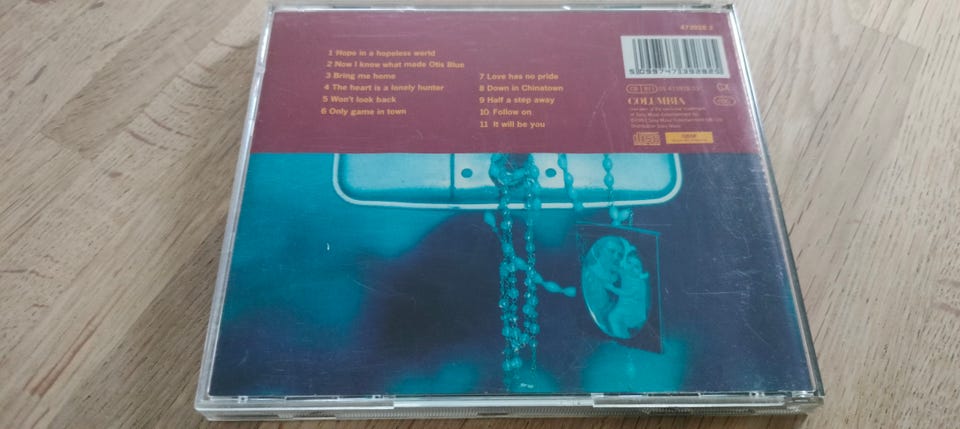 1 Hope in a hopeless world
2 Now I know what made Otis Blue
3 Bring me home
4 The heart is a lonely hunter
5 Won't look back
6 Only game in town
7 Love has no pride
8 Down in Chinatown
9 Half a step away
10 Follow on
11 It will be you
COLUMBIA